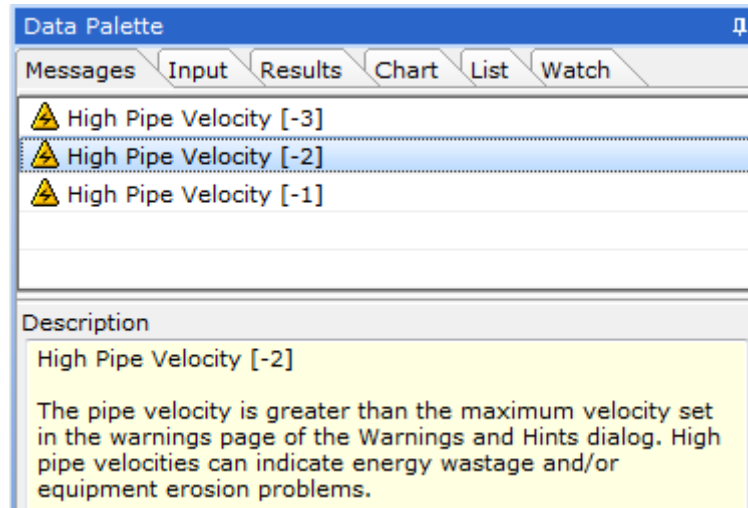 Data Palette
Messages Input Results Chart List Watch
High Pipe Velocity [-3]
High Pipe Velocity [-2]
High Pipe Velocity [-1]
Description
High Pipe Velocity [-2]
The pipe velocity is greater than the maximum velocity set
in the warnings page of the Warnings and Hints dialog. High
pipe velocities can indicate energy wastage and/or
equipment erosion problems.